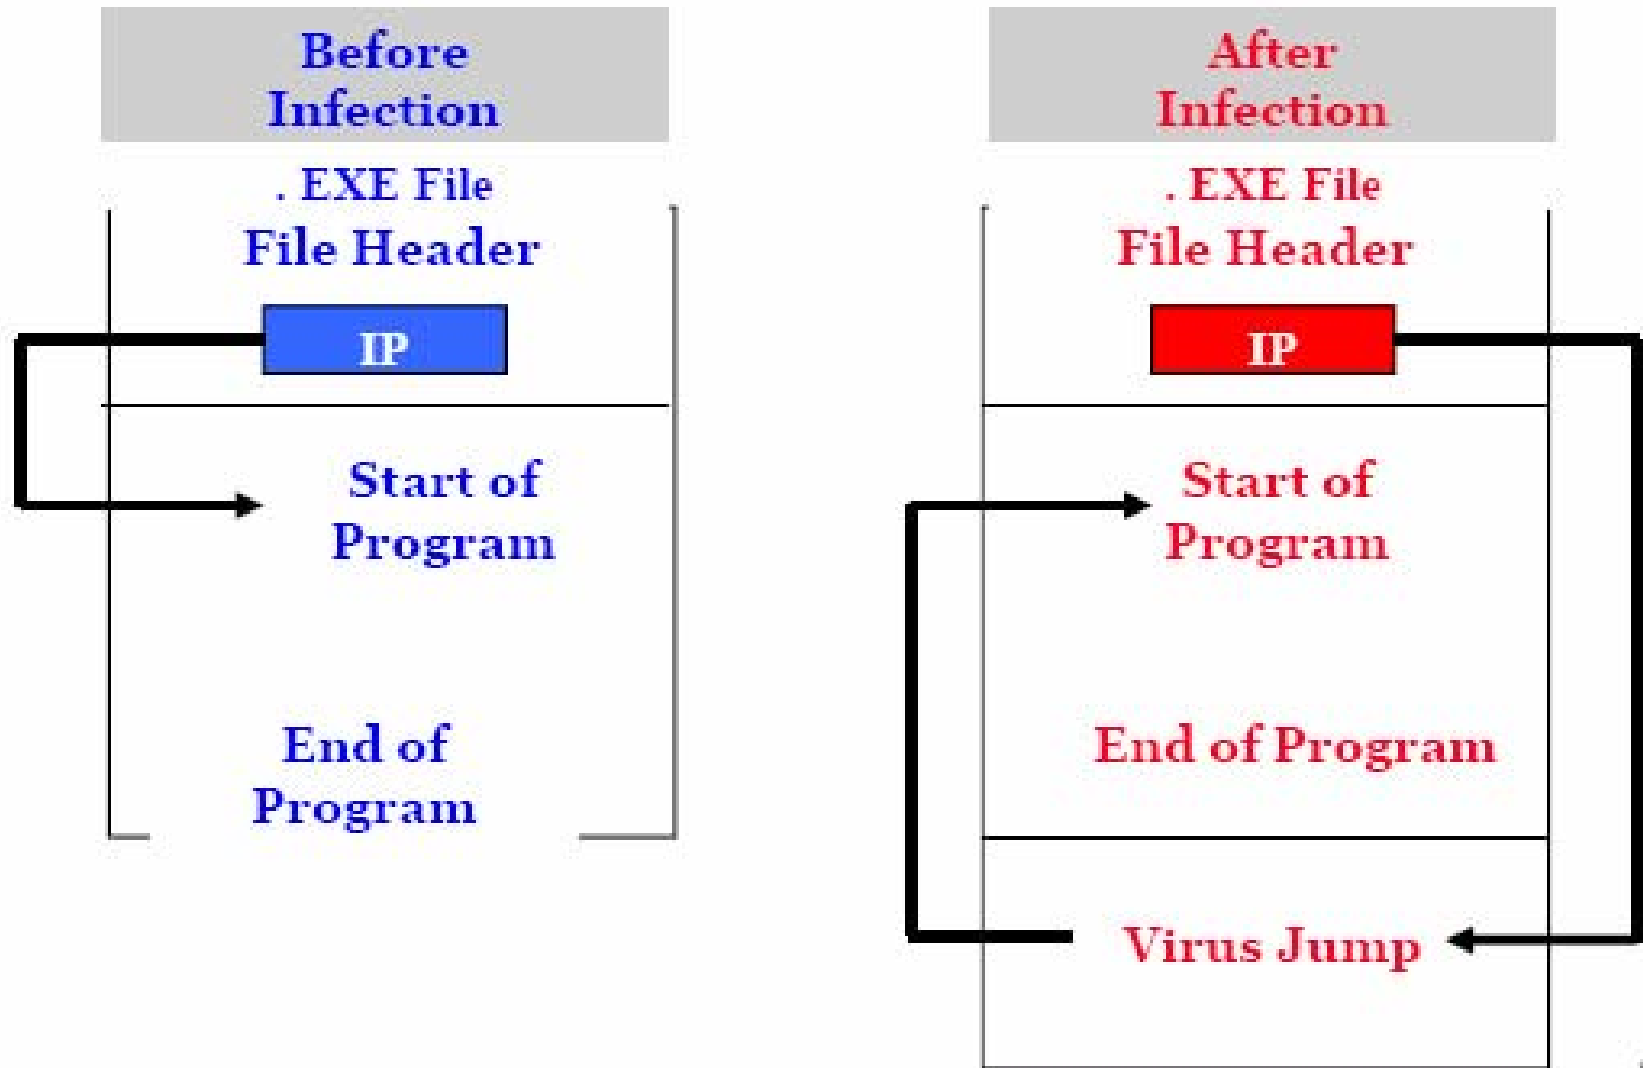 Before
Infection
. EXE File
File Header
IP
Start of
Program
End of
Program
After
Infection
. EXE File
File Header
IP
Start of
Program
End of Program
Virus Jump